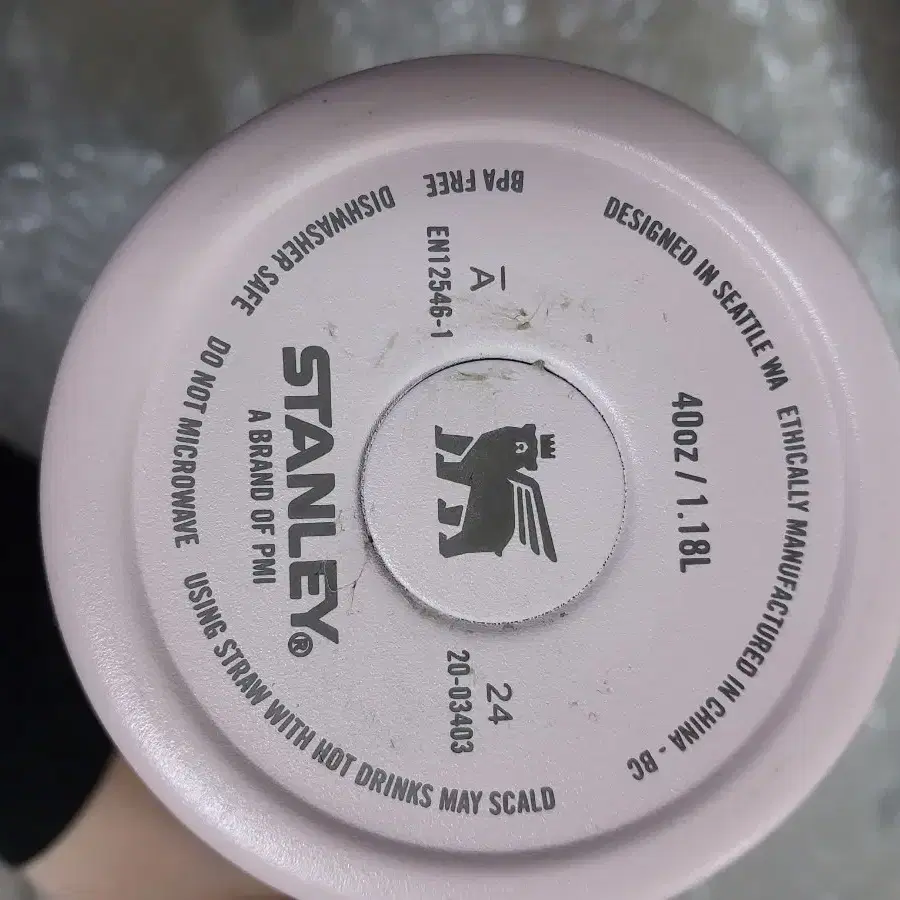 STANLEY®
A BRAND OF PMI
A
EN12546-1
24
20-03403
40oz / 1.18L
BPA FREE
DISHWASHER SAFE
DO NOT MICROWAVE
USING STRAW WITH HOT DRINKS MAY SCALD
DESIGNED IN SEATTLE WA
ETHICALLY MANUFACTURED IN CHINA - BC